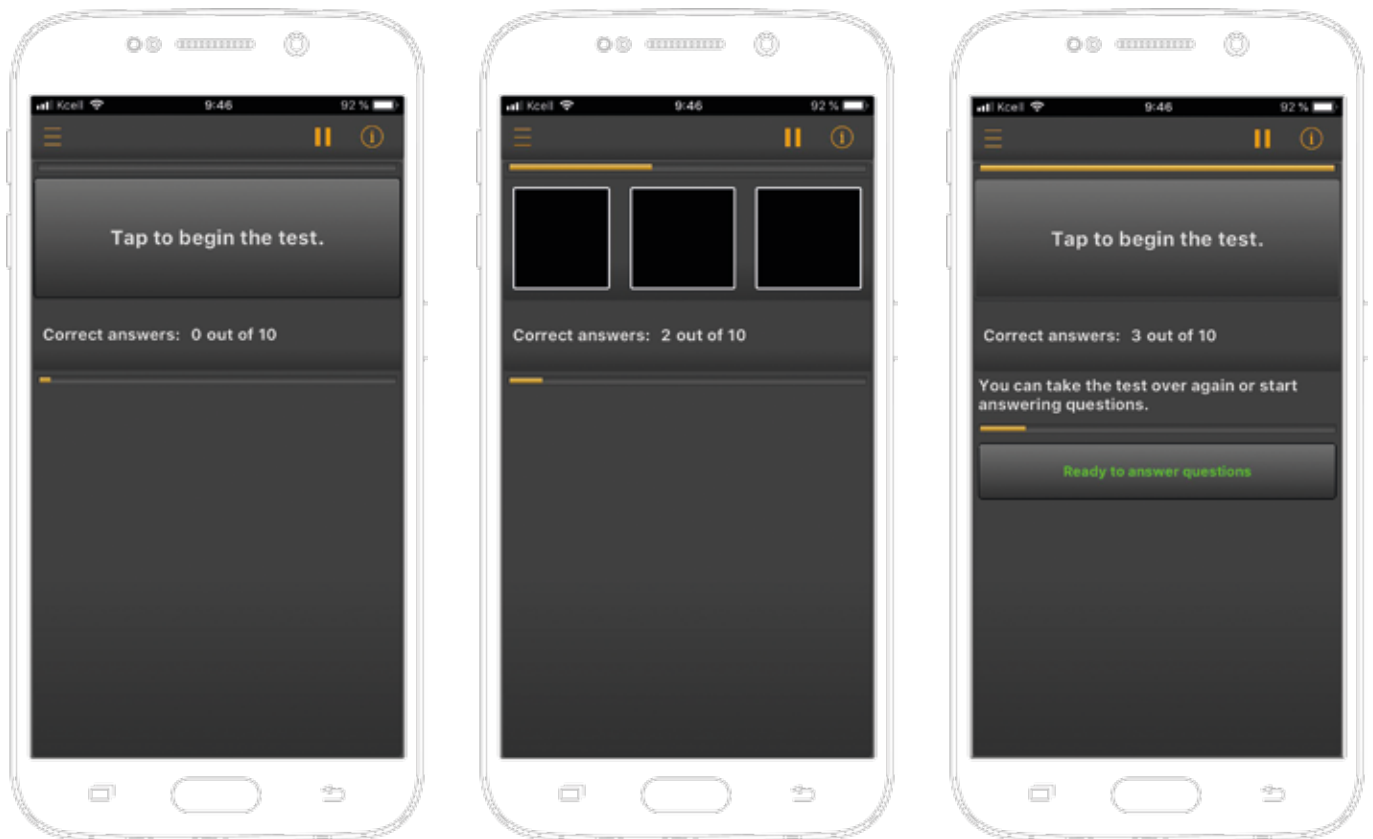 Kcell 9:46 92 %
Tap to begin the test.
Correct answers: 0 out of 10
Kcell 9:46 92 %
Correct answers: 2 out of 10
Kcell 9:46 92 %
Tap to begin the test.
Correct answers: 3 out of 10
You can take the test over again or start
answering questions.
Ready to answer questions